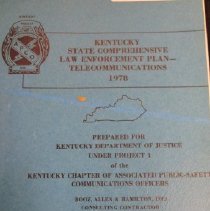 KENTUCKY
STATE COMPREHENSIVE
LAW ENFORCEMENT PLAN—
TELECOMMUNICATIONS
1978
PREPARED FOR
KENTUCKY DEPARTMENT OF JUSTICE
UNDER PROJECT 1
of the
KENTUCKY CHAPTER OF ASSOCIATED PUBLIC-SAFETY
COMMUNICATIONS OFFICERS
BOOZ, ALLEN & HAMILTON, INC.
CONSULTING CONTRACTOR